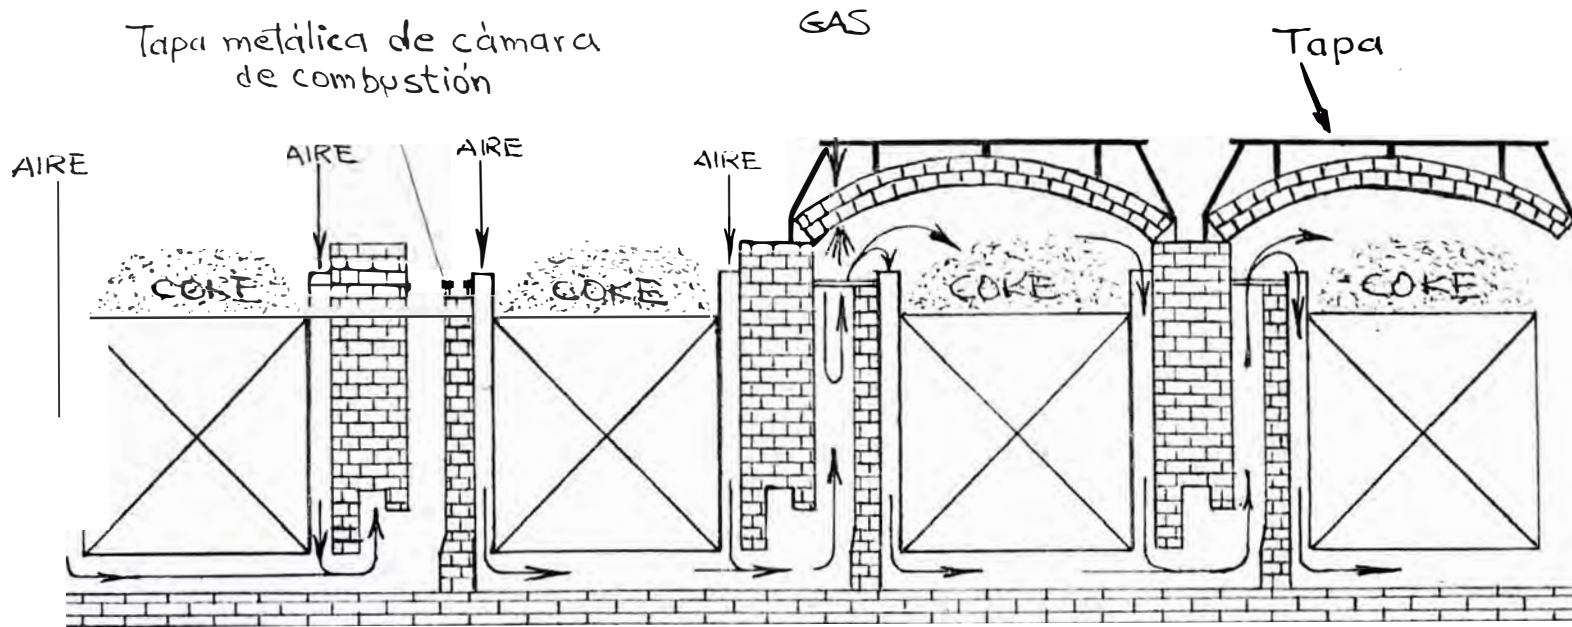 GAS
Tapa metálica de cámara
de combustión
Tapa
AIRE
AIRE
AIRE
AIRE
COKE
COKE
COKE
COKE